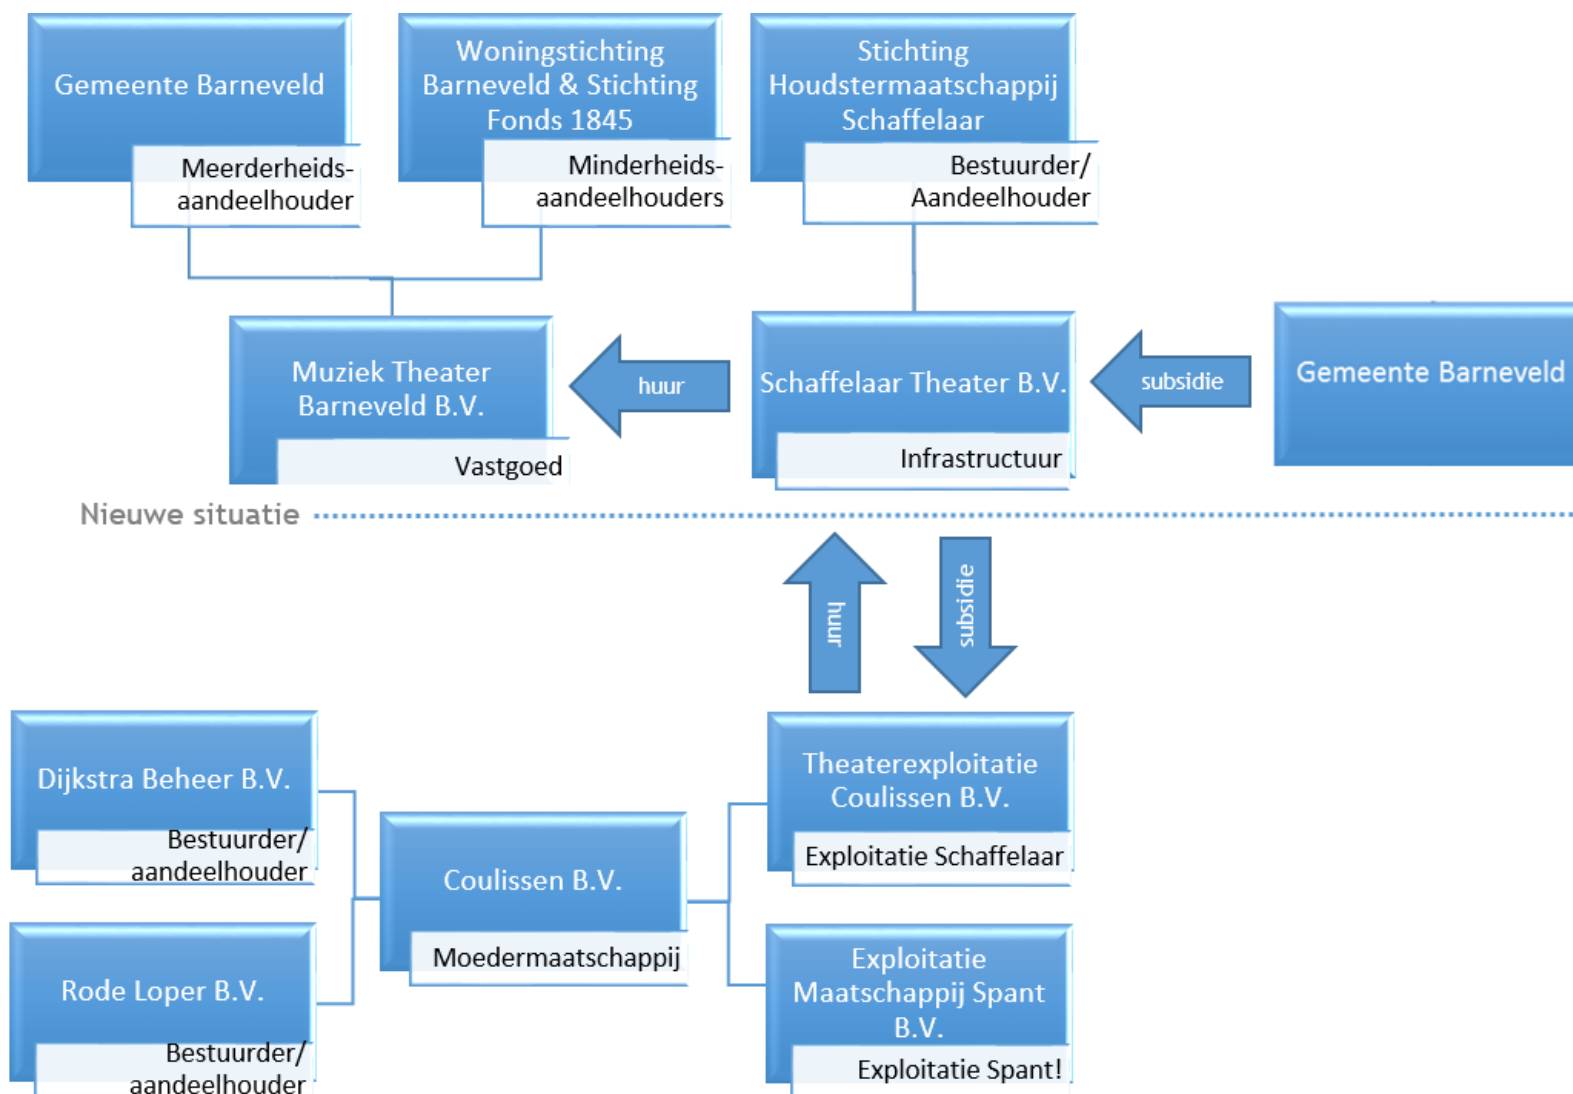 Gemeente Barneveld
Meerderheids-
aandeelhouder
Woningstichting
Barneveld & Stichting
Fonds 1845
Minderheids-
aandeelhouders
Stichting
Houdstermaatschappij
Schaffelaar
Bestuurder/
Aandeelhouder
Muziek Theater
Barneveld B.V.
Vastgoed
huur
Schaffelaar Theater B.V.
Infrastructuur
subsidie
Gemeente Barneveld
Nieuwe situatie
huur
subsidie
Dijkstra Beheer B.V.
Bestuurder/
aandeelhouder
Rode Loper B.V.
Bestuurder/
aandeelhouder
Coulissen B.V.
Moedermaatschappij
Theaterexploitatie
Coulissen B.V.
Exploitatie Schaffelaar
Exploitatie
Maatschappij Spant
B.V.
Exploitatie Spant!